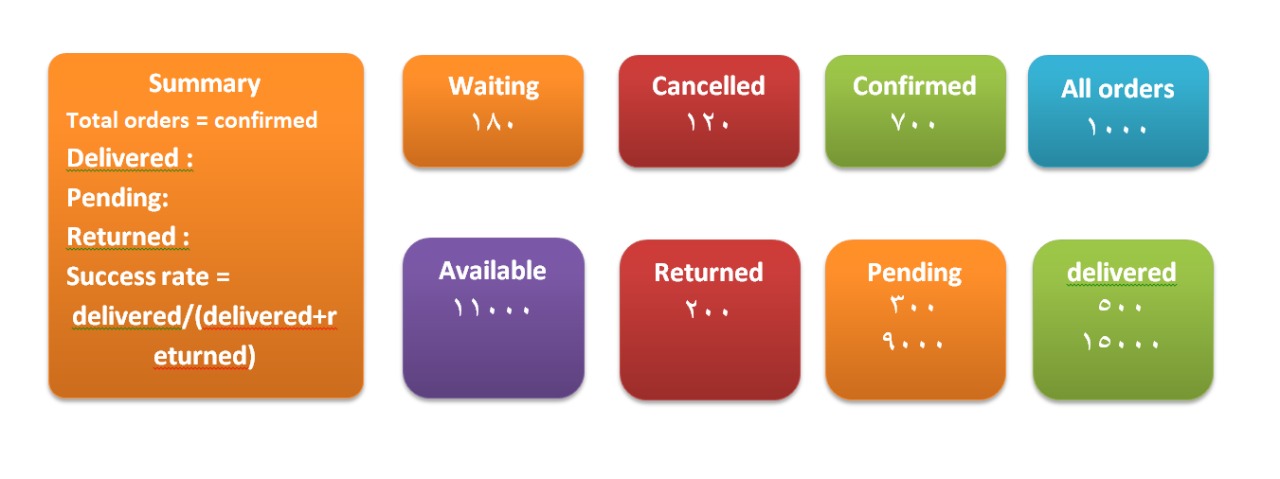 Summary
Total orders = confirmed
Delivered :
Pending:
Returned :
Success rate =
delivered/(delivered+r
eturned)
Waiting
١٨٠
Cancelled
١٢٠
Confirmed
٧٠٠
All orders
١٠٠٠
Available
١١٠٠٠
Returned
٢٠٠
Pending
٣٠٠
٩٠٠٠
delivered
٥٠٠
١٥٠٠٠